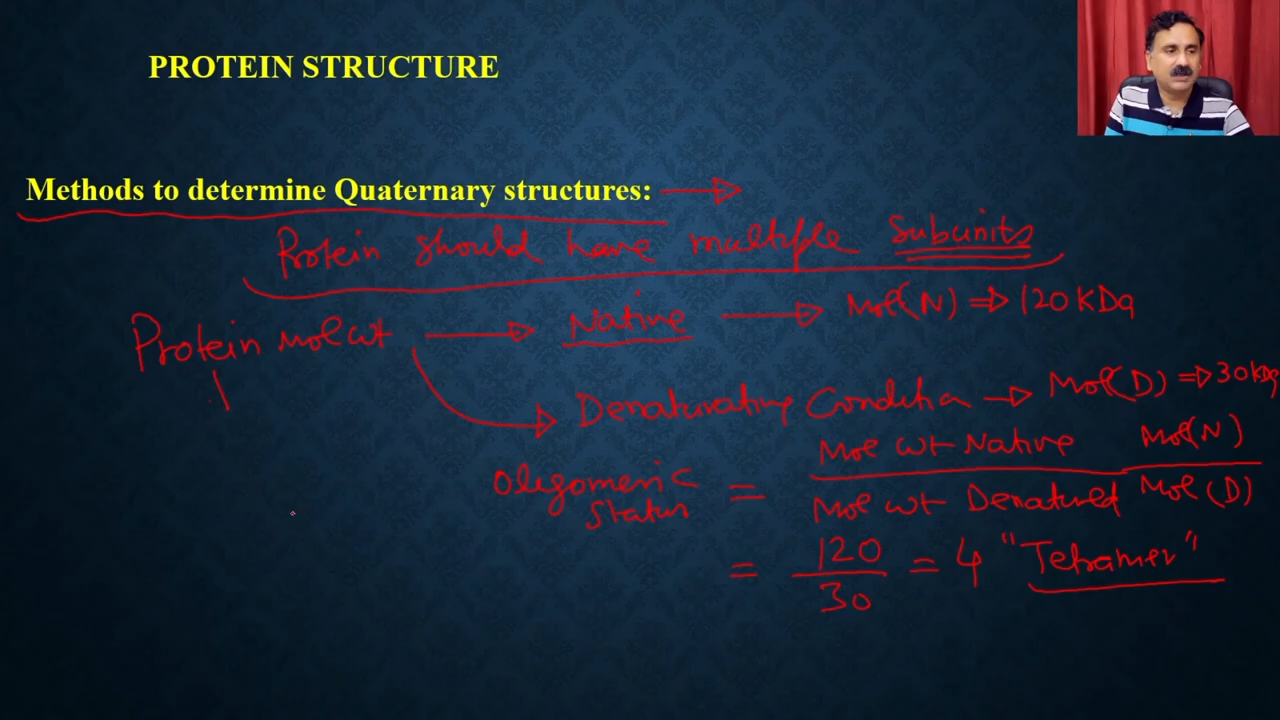 PROTEIN STRUCTURE
Methods to determine Quaternary structures:
Protein should have multiple Subunits
Protein mol wt → Native → Mol(N) ⇒ 120 KDa
Denaturating Condition → Mol(D) ⇒ 30 KDa
Oligomeric Status = Mol wt Native / Mol wt Denatured Mol(N) / Mol(D)
= 120 / 30 = 4 "Tetramer"